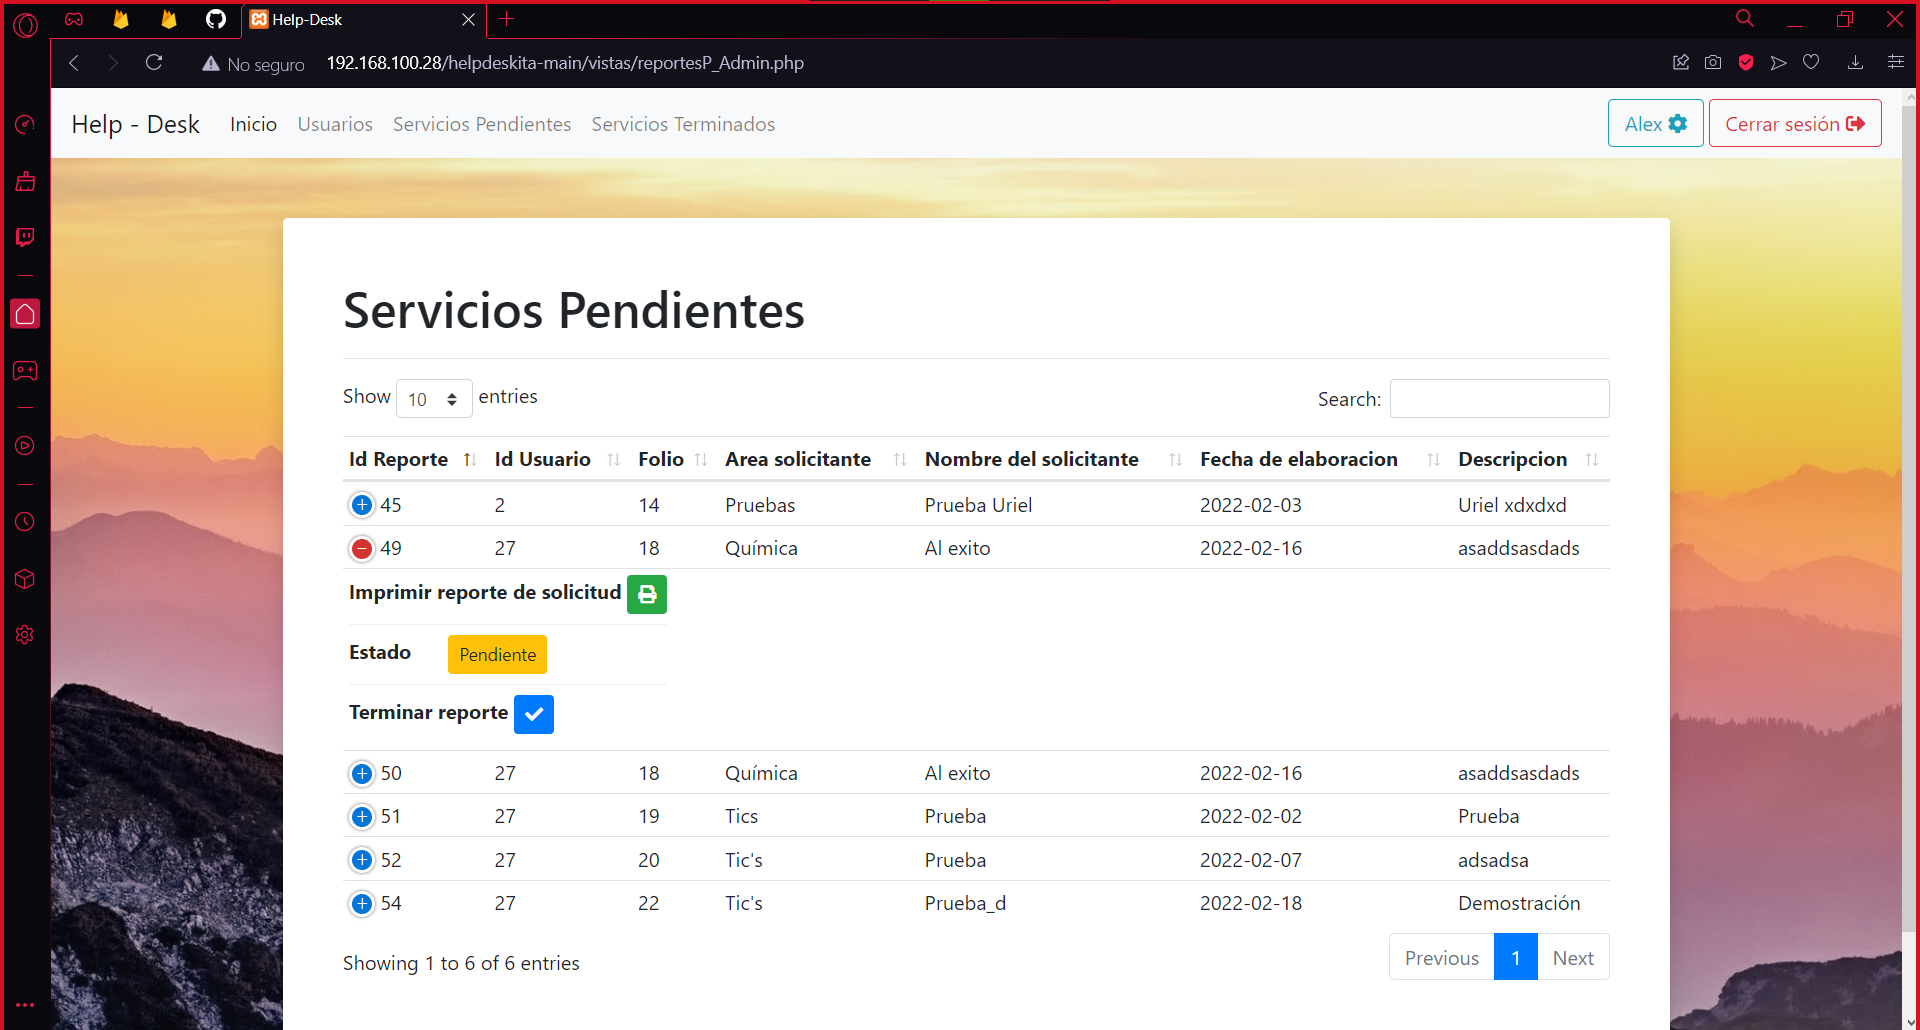 Help-Desk
No seguro 192.168.100.28/helpdeskita-main/vistas/reportesP_Admin.php
Help - Desk Inicio Usuarios Servicios Pendientes Servicios Terminados Alex Cerrar sesión
Servicios Pendientes
Show 10 entries Search:
Id Reporte Id Usuario Folio Area solicitante Nombre del solicitante Fecha de elaboracion Descripcion
45 2 14 Pruebas Prueba Uriel 2022-02-03 Uriel xdxdxd
49 27 18 Química Al exito 2022-02-16 asaddsasdads
Imprimir reporte de solicitud
Estado Pendiente
Terminar reporte
50 27 18 Química Al exito 2022-02-16 asaddsasdads
51 27 19 Tics Prueba 2022-02-02 Prueba
52 27 20 Tic's Prueba 2022-02-07 adsadsa
54 27 22 Tic's Prueba_d 2022-02-18 Demostración
Showing 1 to 6 of 6 entries Previous 1 Next